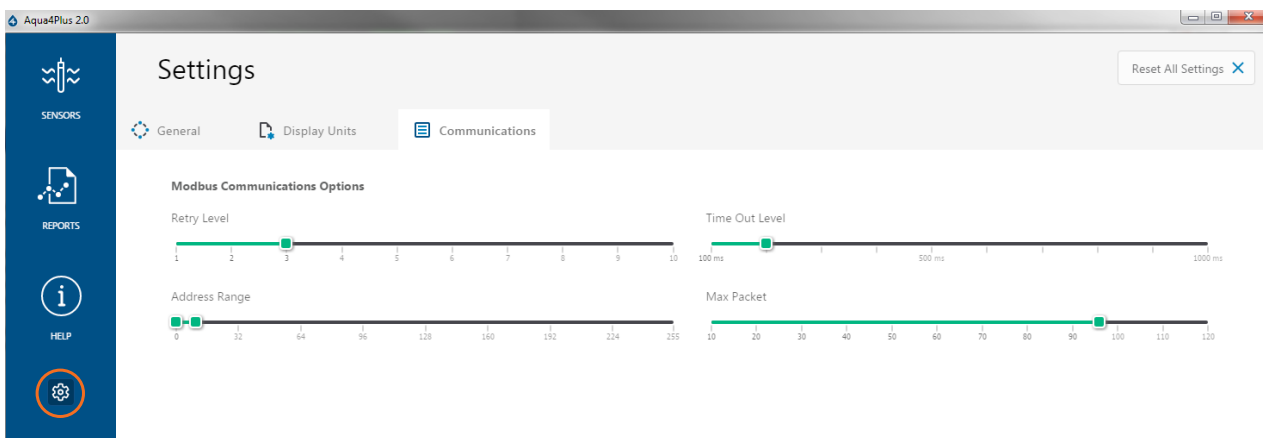 Aqua4Plus 2.0
SENSORS
REPORTS
HELP
Settings
Reset All Settings
General Display Units Communications
Modbus Communications Options
Retry Level
1 2 3 4 5 6 7 8 9 10
Time Out Level
100 ms 500 ms 1000 ms
Address Range
0 32 64 96 128 160 192 224 255
Max Packet
10 20 30 40 50 60 70 80 90 100 110 120